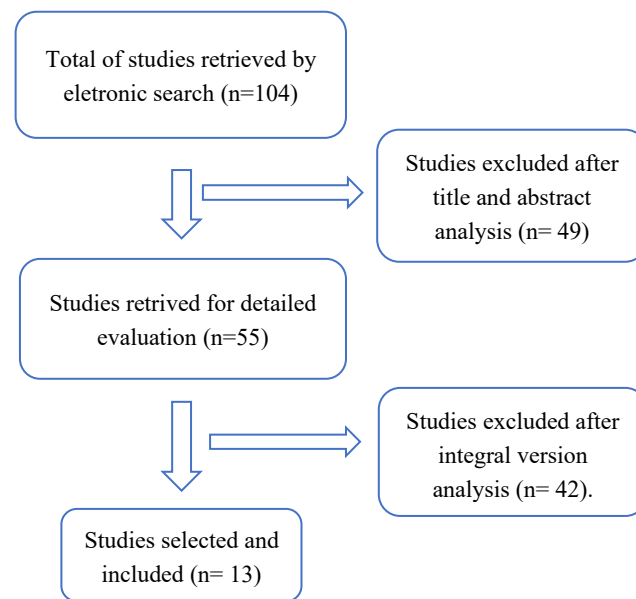 Total of studies retrieved by
eletronic search (n=104)
Studies excluded after
title and abstract
analysis (n= 49)
Studies retrived for detailed
evaluation (n=55)
Studies excluded after
integral version
analysis (n= 42).
Studies selected and
included (n= 13)